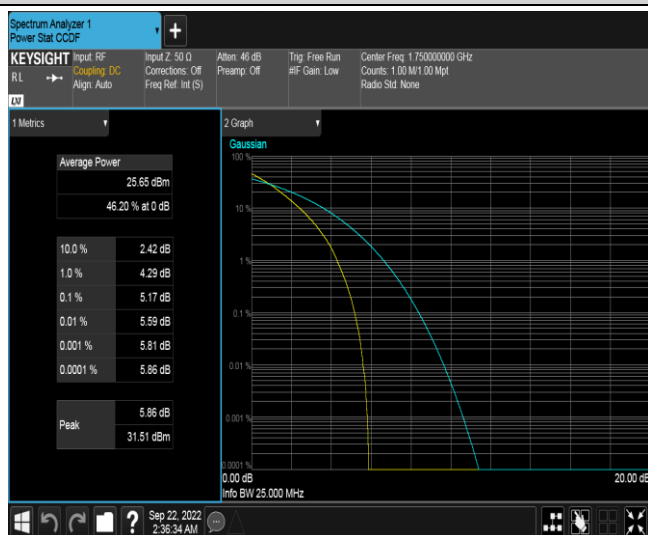 Spectrum Analyzer 1
Power Stat CCDF
+
KEYSIGHT
RL
LXI
Input: RF
Coupling: DC
Align: Auto
Input Z: 50 Ω
Corrections: Off
Freq Ref: Int (S)
Atten: 46 dB
Preamp: Off
Trig: Free Run
#IF Gain: Low
Center Freq: 1.750000000 GHz
Counts: 1.00 M/1.00 Mpt
Radio Std: None
1 Metrics
Average Power
25.65 dBm
46.20 % at 0 dB
10.0 % 2.42 dB
1.0 % 4.29 dB
0.1 % 5.17 dB
0.01 % 5.59 dB
0.001 % 5.81 dB
0.0001 % 5.86 dB
Peak 5.86 dB
31.51 dBm
2 Graph
Gaussian
100 %
10 %
1 %
0.1 %
0.01 %
0.001 %
0.0001 %
0.00 dB 20.00 dB
Info BW 25.000 MHz
? Sep 22, 2022
2:36:34 AM